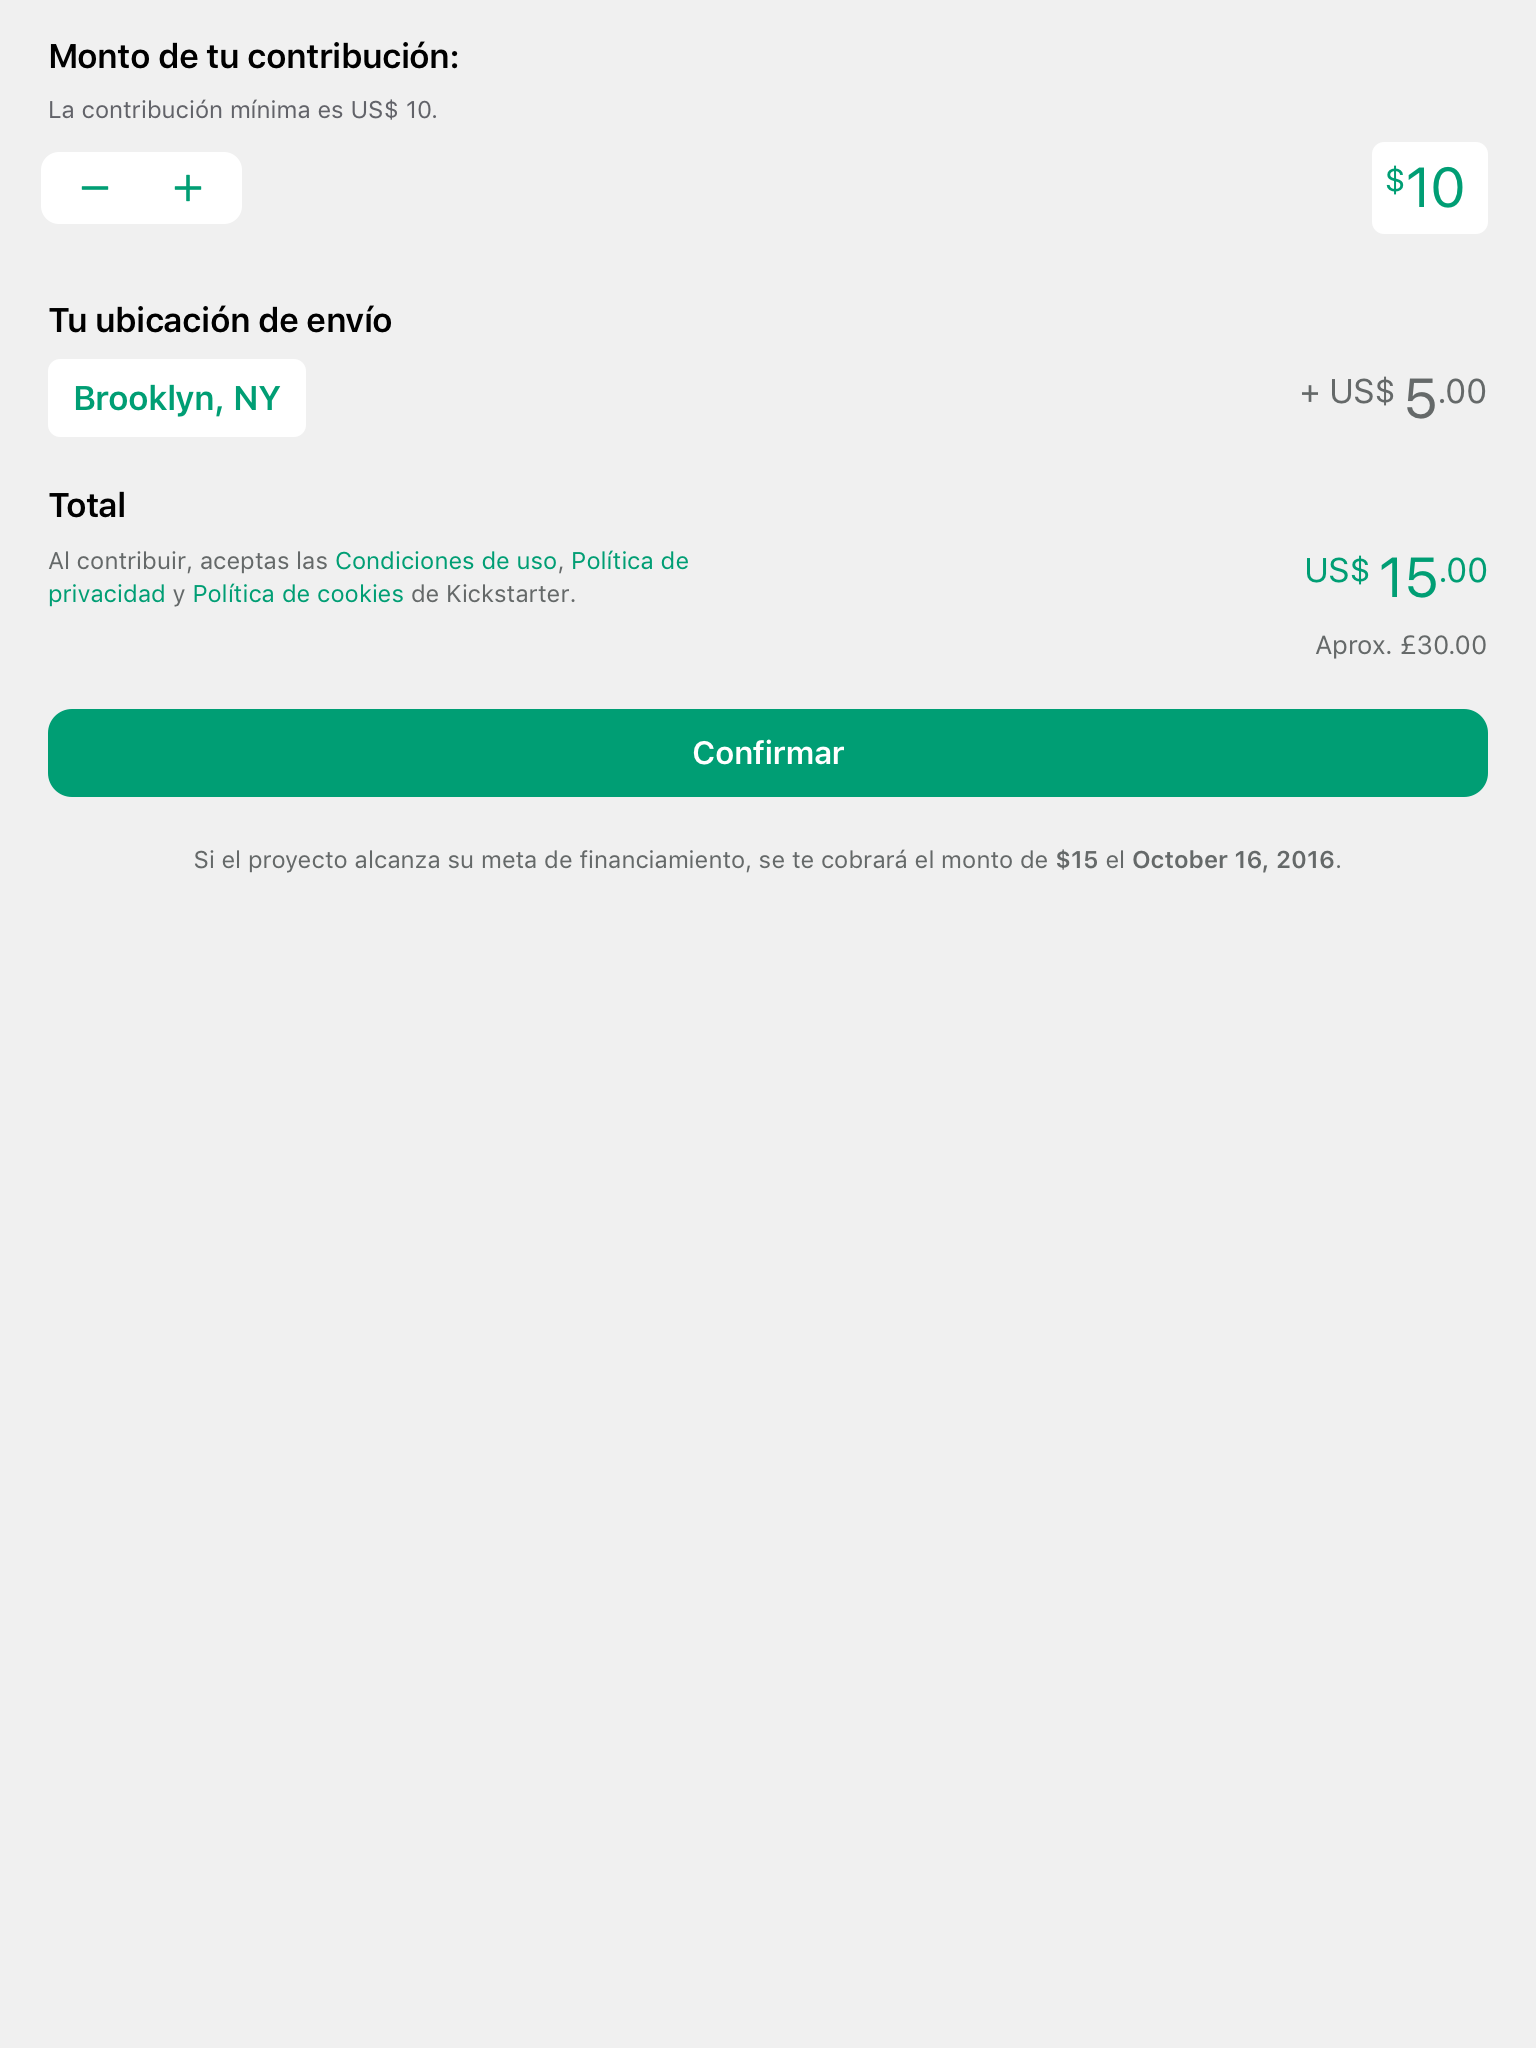 Monto de tu contribución:
La contribución mínima es US$ 10.
$10
Tu ubicación de envío
Brooklyn, NY
+ US$ 5.00
Total
Al contribuir, aceptas las Condiciones de uso, Política de
privacidad y Política de cookies de Kickstarter.
US$ 15.00
Aprox. £30.00
Confirmar
Si el proyecto alcanza su meta de financiamiento, se te cobrará el monto de $15 el October 16, 2016.